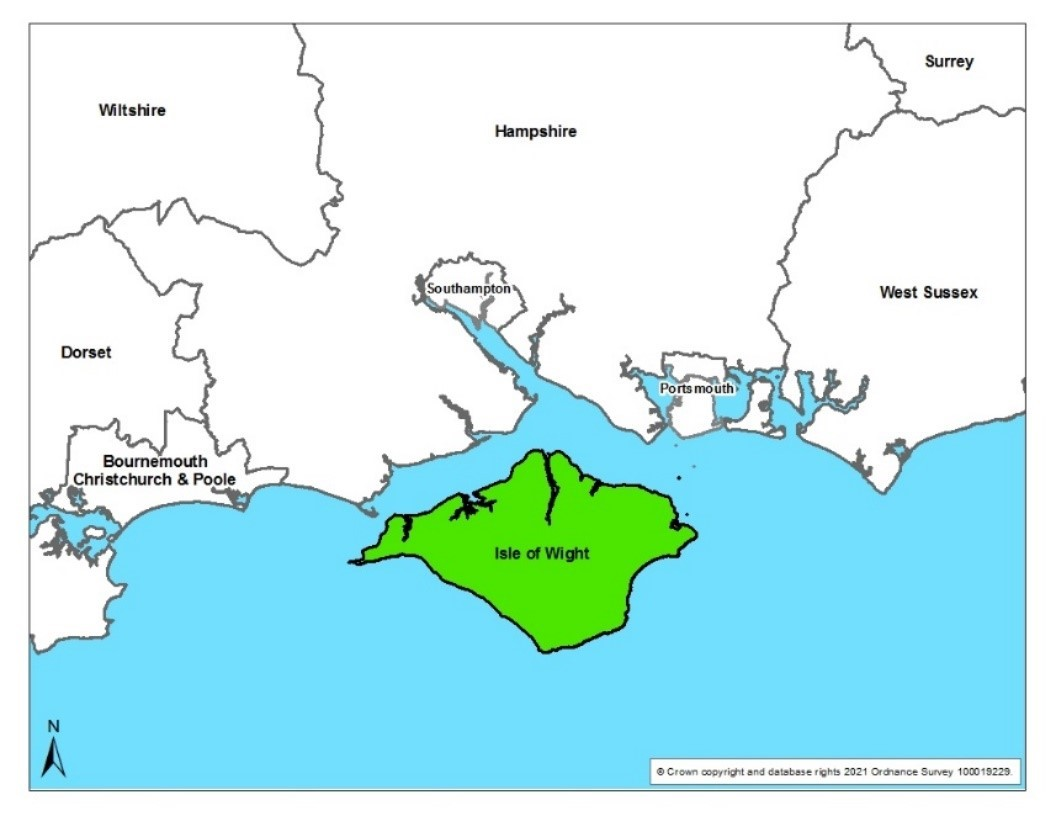 Surrey
Wiltshire
Hampshire
Southampton
West Sussex
Dorset
Portsmouth
Bournemouth
Christchurch & Poole
Isle of Wight
N
© Crown copyright and database rights 2021 Ordnance Survey 100019229.